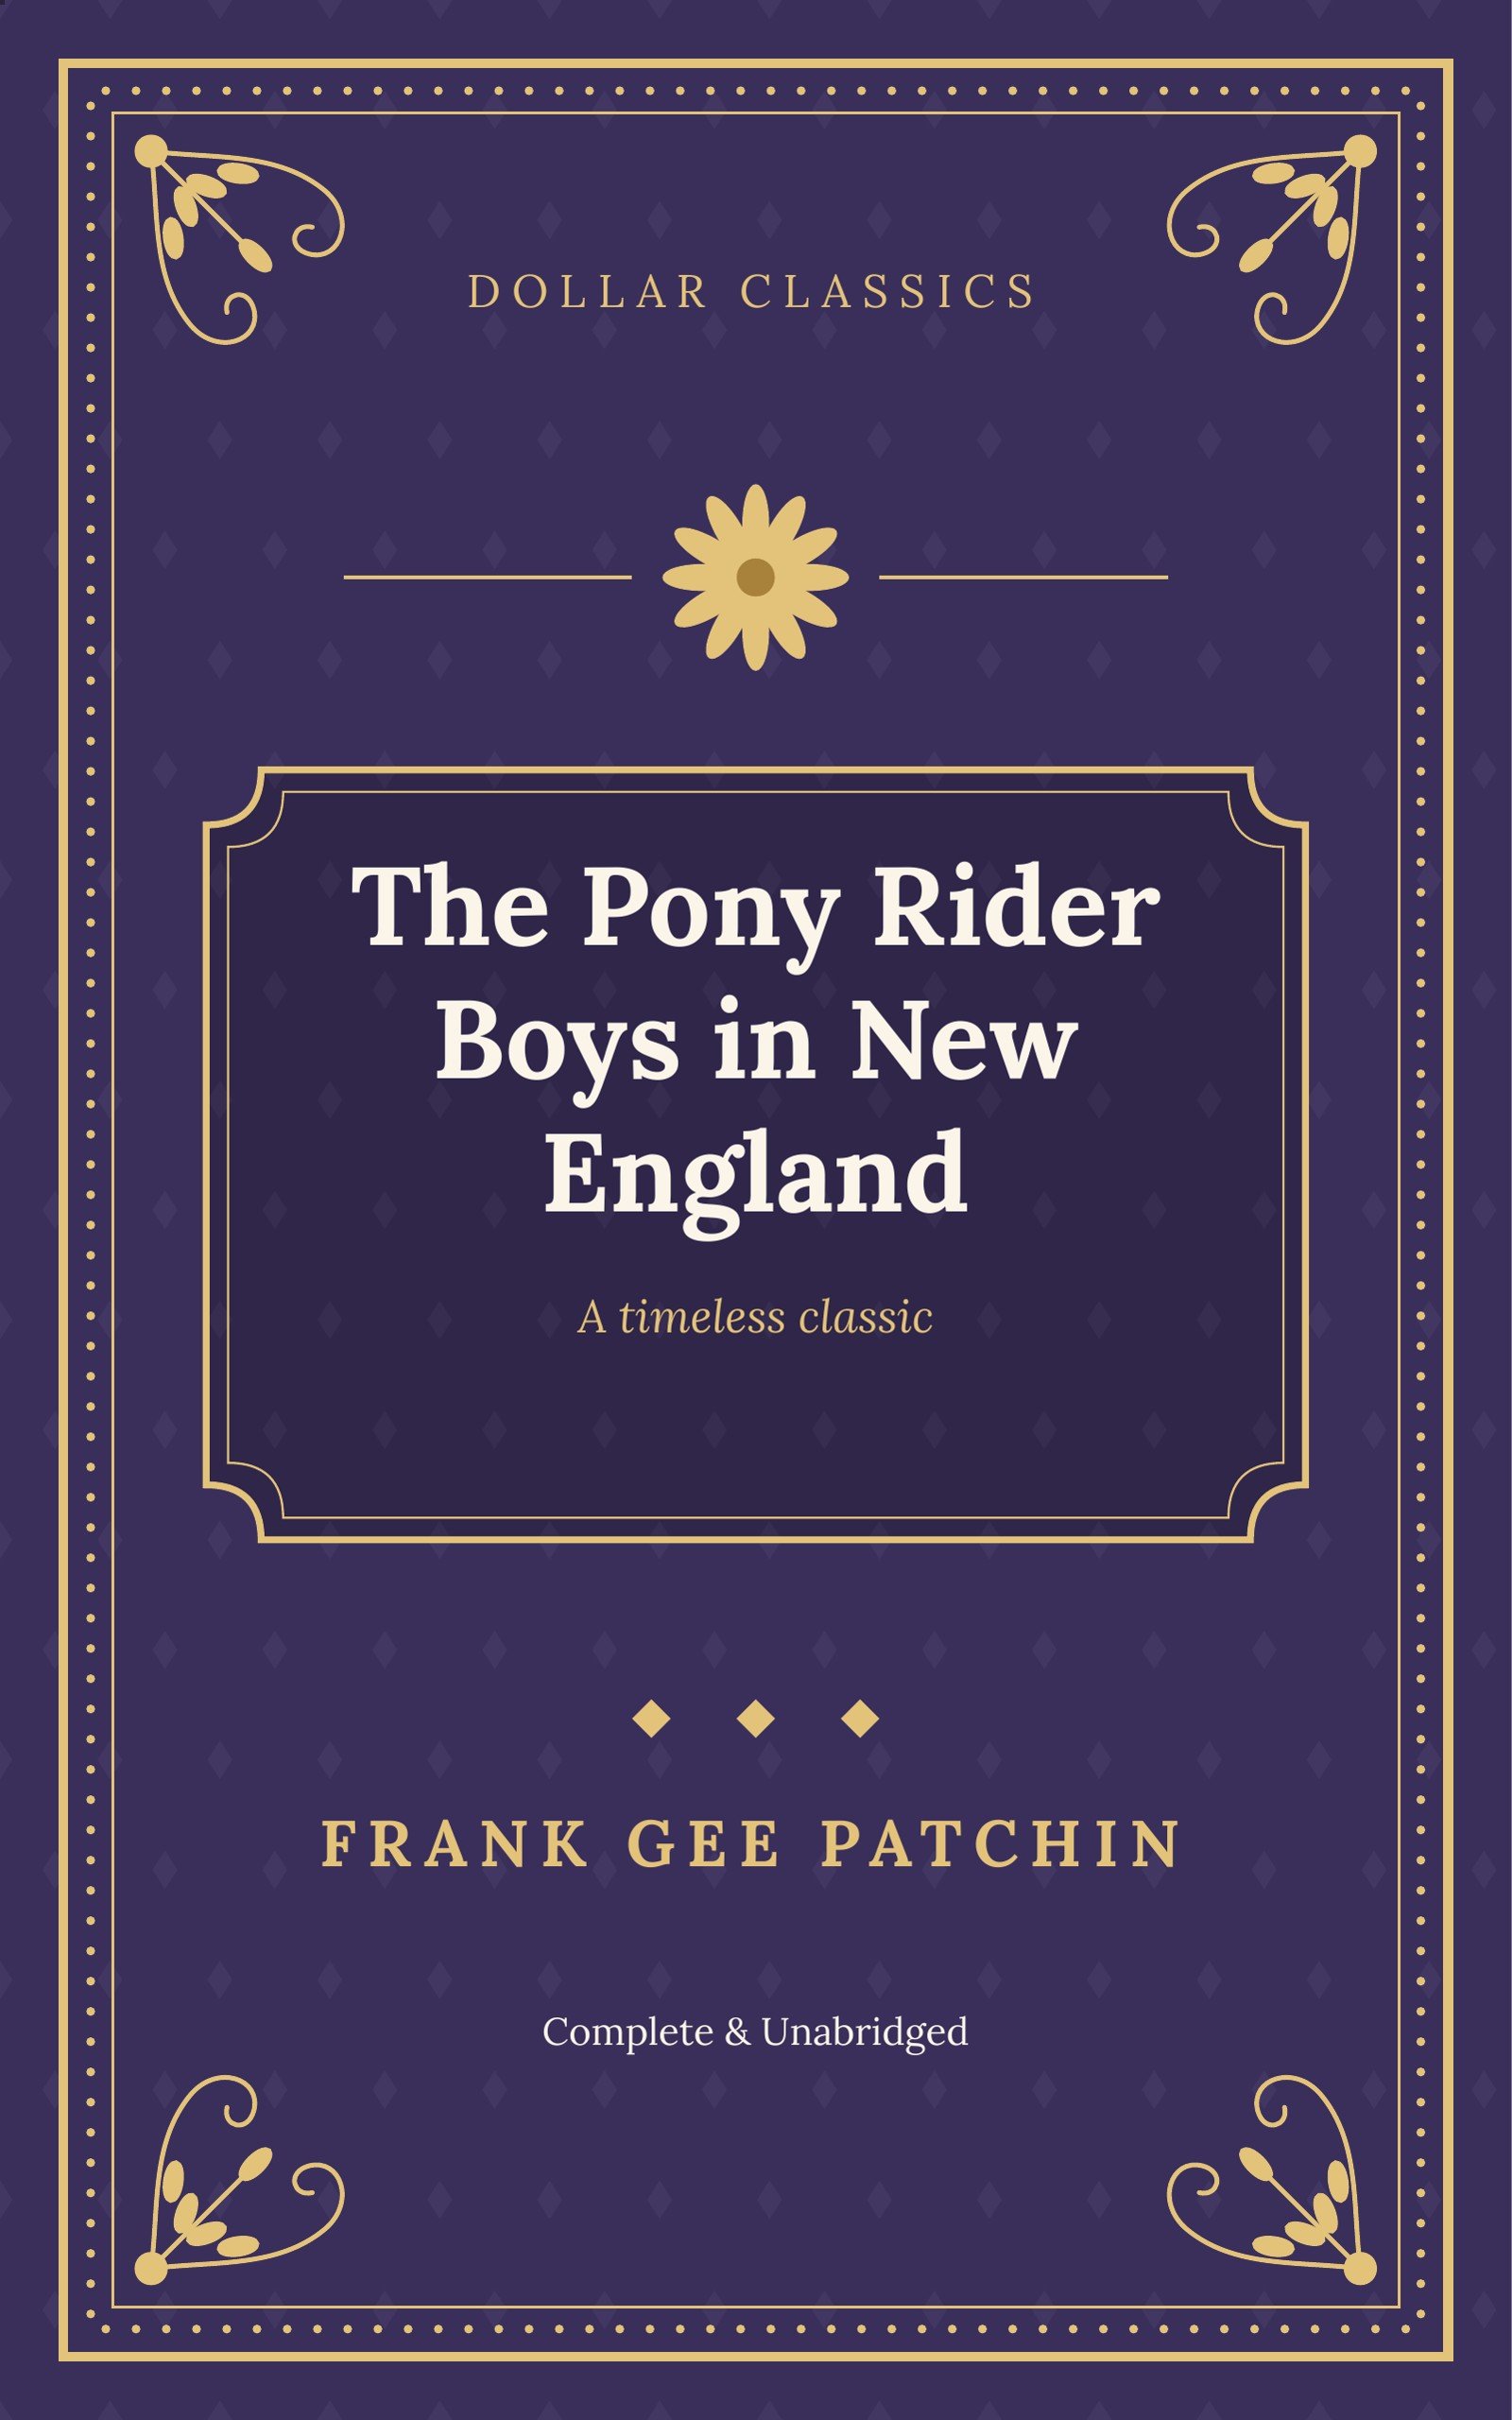 DOLLAR CLASSICS
The Pony Rider
Boys in New
England
A timeless classic
FRANK GEE PATCHIN
Complete & Unabridged